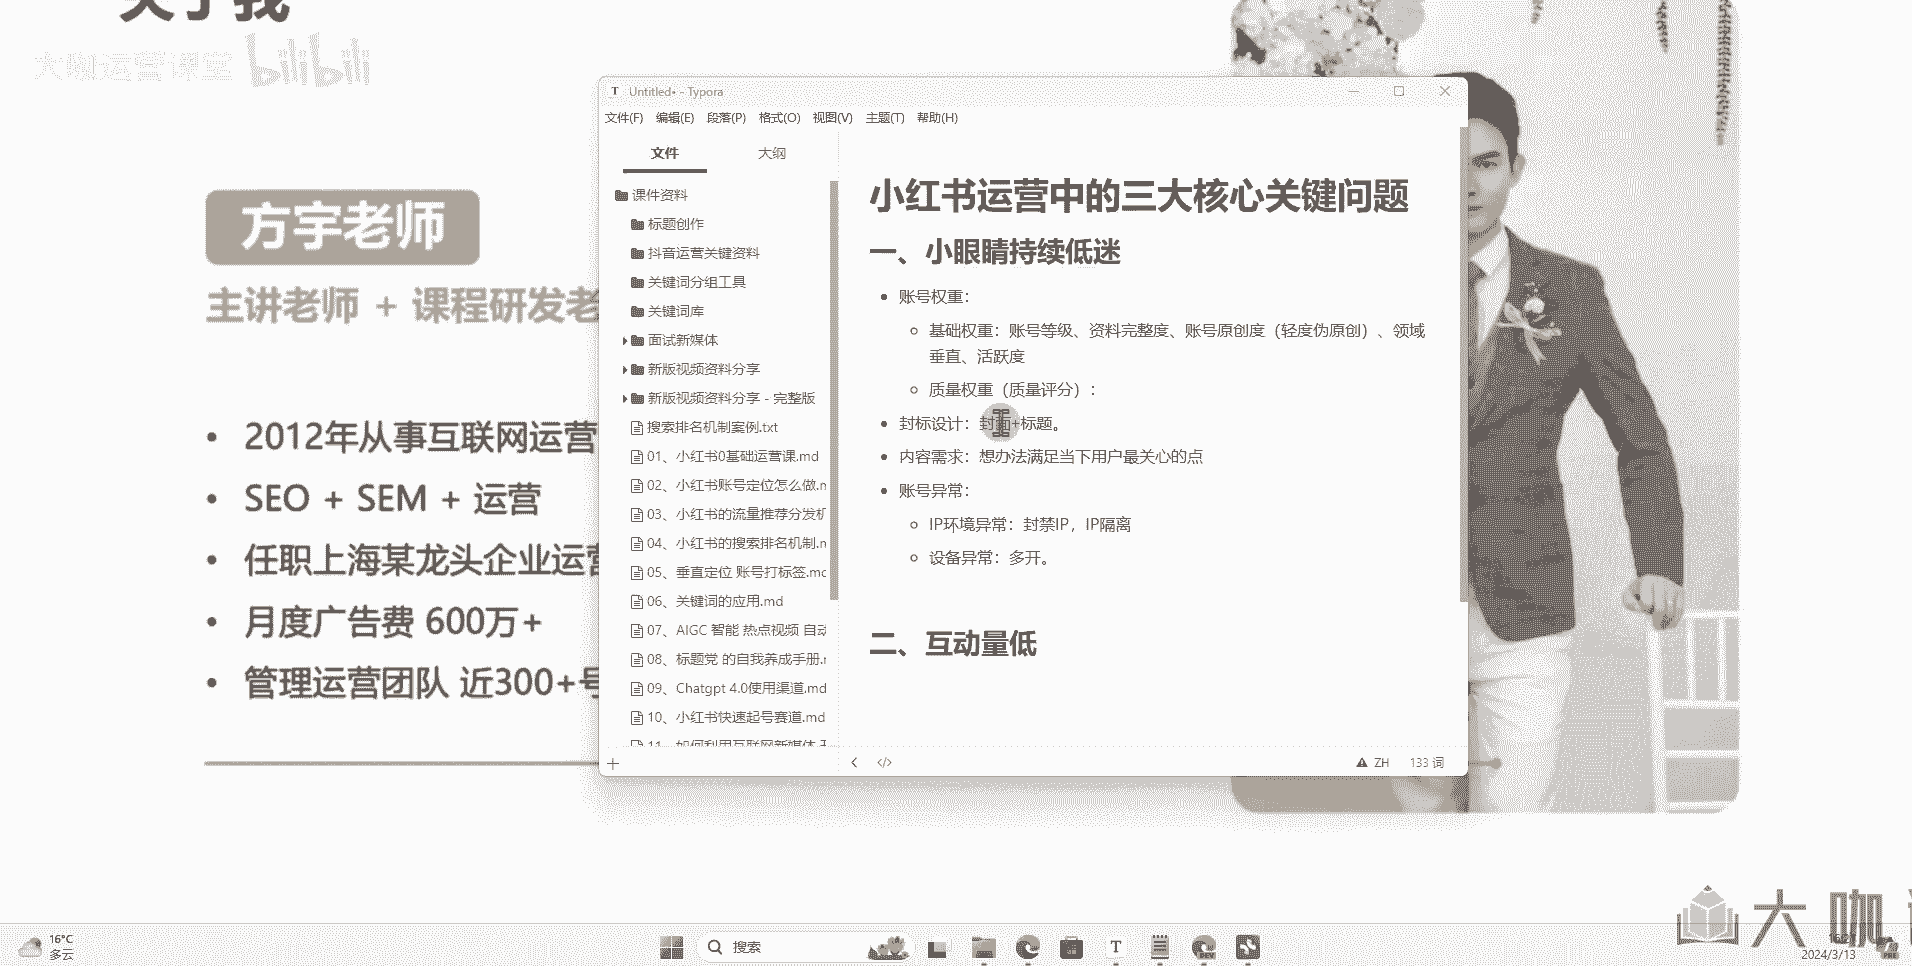 关于我
大咖运营课堂 bilibili
方宇老师
主讲老师 + 课程研发老
2012年从事互联网运营
SEO + SEM + 运营
任职上海某龙头企业运营
月度广告费 600万+
管理运营团队 近300+号
Untitled• - Typora
文件(F) 编辑(E) 段落(P) 格式(O) 视图(V) 主题(T) 帮助(H)
文件 大纲
课件资料
标题创作
抖音运营关键资料
关键词分组工具
关键词库
面试新媒体
新版视频资料分享
新版视频资料分享 - 完整版
搜索排名机制案例.txt
01、小红书0基础运营课.md
02、小红书账号定位怎么做.m
03、小红书的流量推荐分发机
04、小红书的搜索排名机制.m
05、垂直定位 账号打标签.md
06、关键词的应用.md
07、AIGC 智能 热点视频 自动
08、标题党 的自我养成手册.m
09、Chatgpt 4.0使用渠道.md
10、小红书快速起号赛道.md
11、如何利用互联网新媒体
小红书运营中的三大核心关键问题
一、小眼睛持续低迷
账号权重：
基础权重：账号等级、资料完整度、账号原创度（轻度伪原创）、领域
垂直、活跃度
质量权重（质量评分）：
封标设计：封面+标题。
内容需求：想办法满足当下用户最关心的点
账号异常：
IP环境异常：封禁IP，IP隔离
设备异常：多开。
二、互动量低
</> ZH 133 词
大咖
16°C
多云
搜索
2024/3/13